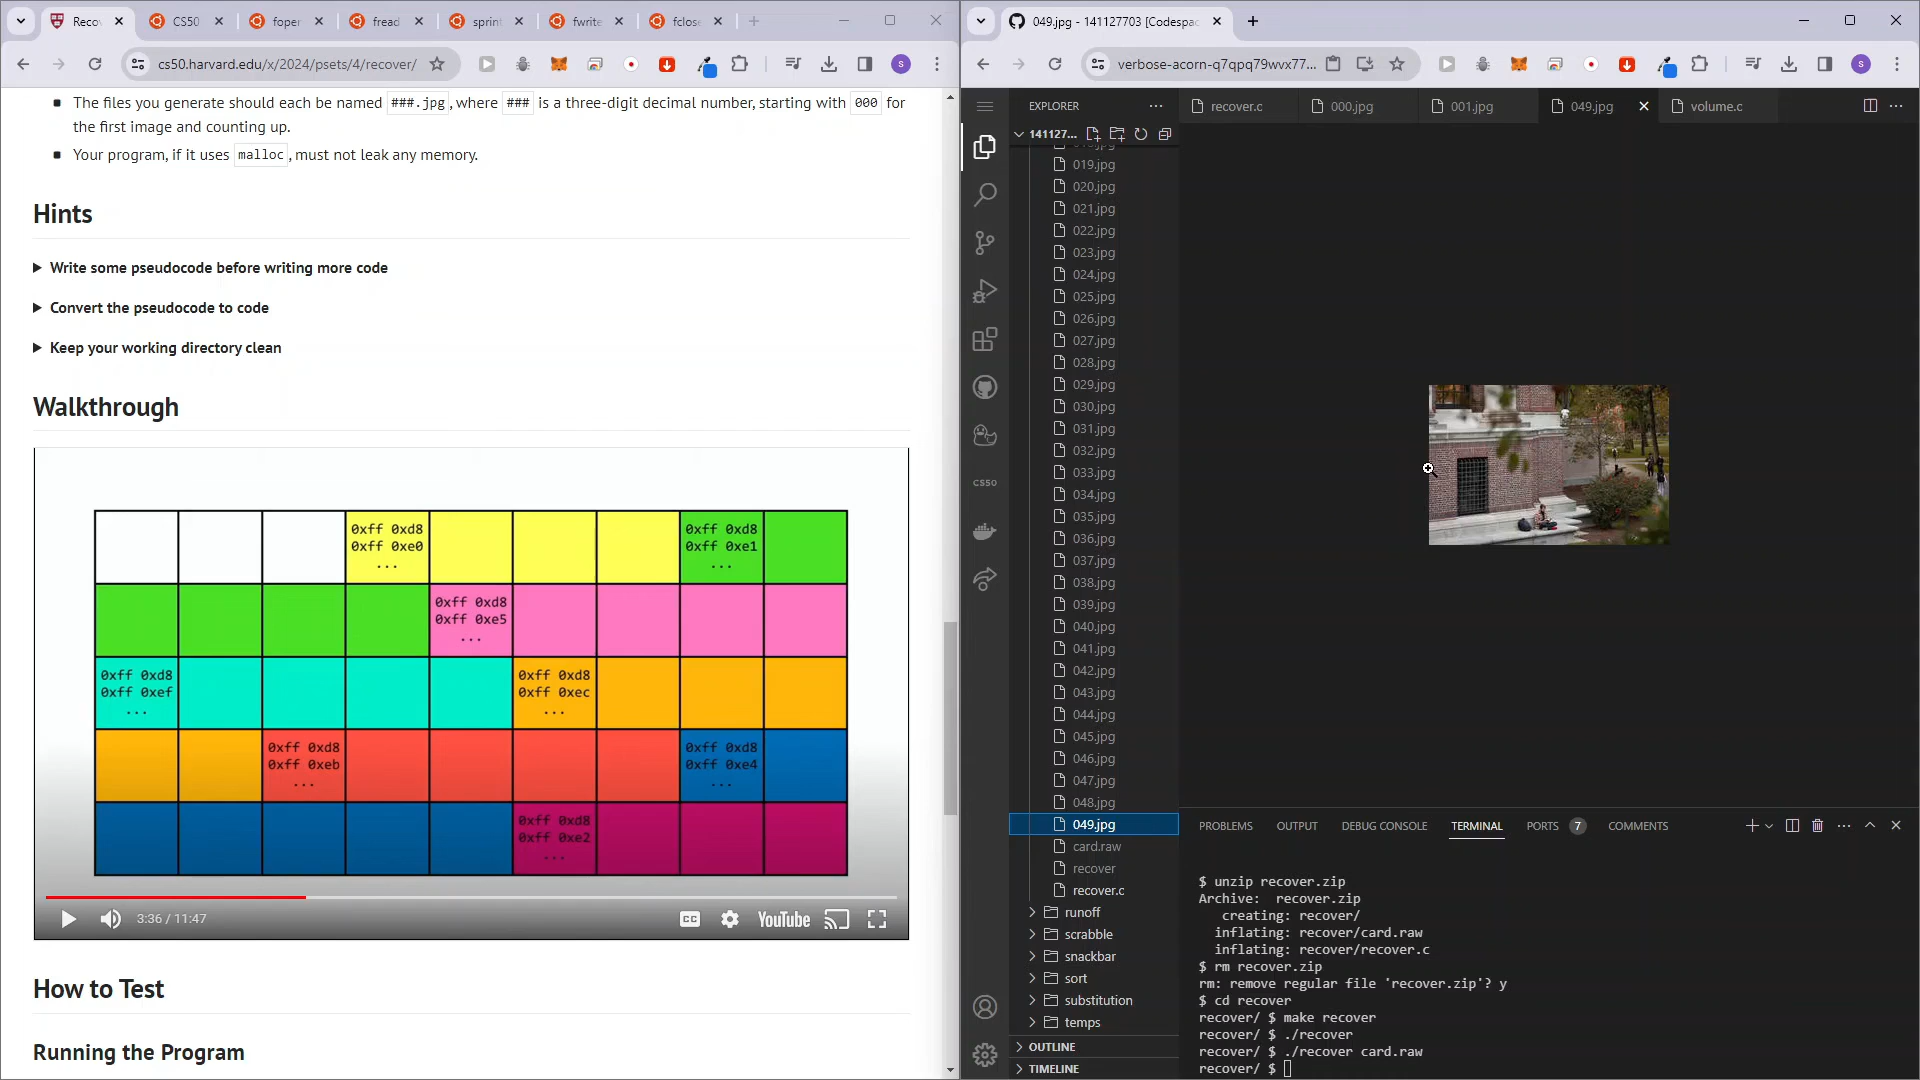 Recov
CS50
foper
fread
sprin
fwrite
fclos
cs50.harvard.edu/x/2024/psets/4/recover/
S
The files you generate should each be named ###.jpg, where ### is a three-digit decimal number, starting with 000 for
the first image and counting up.
Your program, if it uses malloc, must not leak any memory.
Hints
Write some pseudocode before writing more code
Convert the pseudocode to code
Keep your working directory clean
Walkthrough
0xff 0xd8
0xff 0xe0
...
0xff 0xd8
0xff 0xe1
...
0xff 0xd8
0xff 0xe5
...
0xff 0xd8
0xff 0xef
...
0xff 0xd8
0xff 0xec
...
0xff 0xd8
0xff 0xeb
...
0xff 0xd8
0xff 0xe4
...
0xff 0xd8
0xff 0xe2
...
3:36 / 11:47
CC
YouTube
How to Test
Running the Program
049.jpg - 141127703 [Codespac
verbose-acorn-q7qpq79wvx77...
S
EXPLORER
141127...
019.jpg
020.jpg
021.jpg
022.jpg
023.jpg
024.jpg
025.jpg
026.jpg
027.jpg
028.jpg
029.jpg
030.jpg
031.jpg
032.jpg
033.jpg
034.jpg
035.jpg
036.jpg
037.jpg
038.jpg
039.jpg
040.jpg
041.jpg
042.jpg
043.jpg
044.jpg
045.jpg
046.jpg
047.jpg
048.jpg
049.jpg
card.raw
recover
recover.c
runoff
scrabble
snackbar
sort
substitution
temps
OUTLINE
TIMELINE
CS50
recover.c
000.jpg
001.jpg
049.jpg
volume.c
PROBLEMS
OUTPUT
DEBUG CONSOLE
TERMINAL
PORTS 7
COMMENTS
$ unzip recover.zip
Archive:  recover.zip
creating: recover/
inflating: recover/card.raw
inflating: recover/recover.c
$ rm recover.zip
rm: remove regular file 'recover.zip'? y
$ cd recover
recover/ $ make recover
recover/ $ ./recover
recover/ $ ./recover card.raw
recover/ $